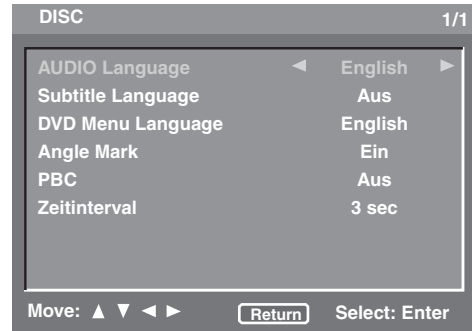 DISC 1/1
AUDIO Language ◄ English ►
Subtitle Language Aus
DVD Menu Language English
Angle Mark Ein
PBC Aus
Zeitinterval 3 sec
Move: ▲ ▼ ◄ ► Return Select: Enter